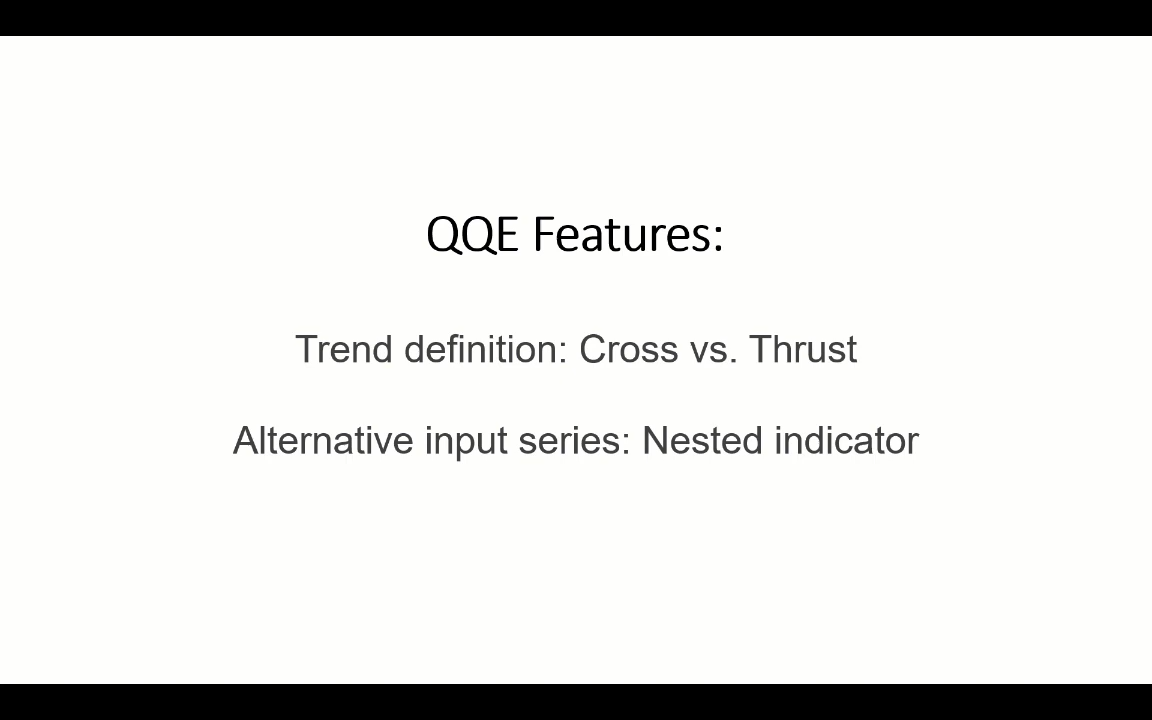 QQE Features:
Trend definition: Cross vs. Thrust
Alternative input series: Nested indicator